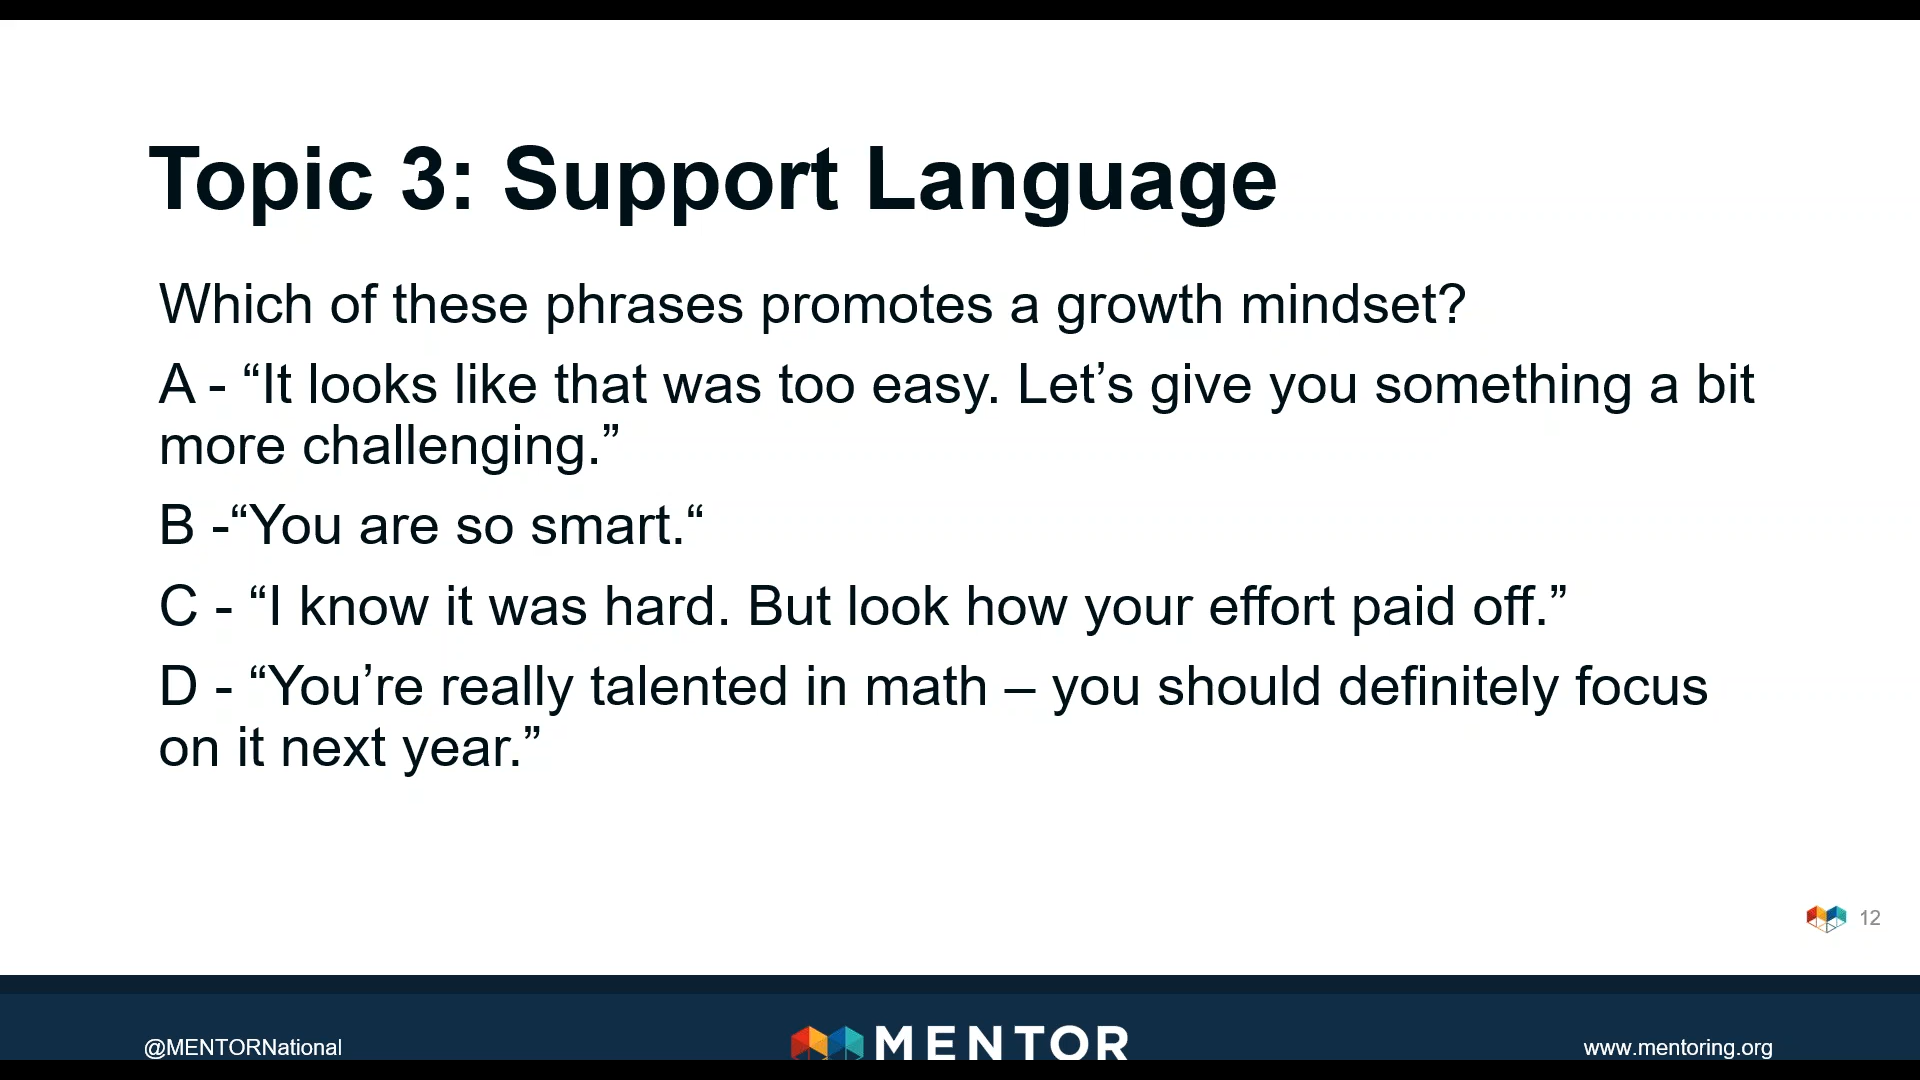 Topic 3: Support Language
Which of these phrases promotes a growth mindset?
A - “It looks like that was too easy. Let’s give you something a bit
more challenging.”
B -“You are so smart.“
C - “I know it was hard. But look how your effort paid off.”
D - “You’re really talented in math – you should definitely focus
on it next year.”
12
@MENTORNational
MENTOR
www.mentoring.org